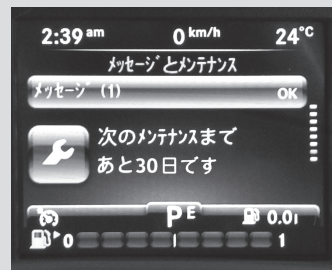 2:39 am 0 km/h 24°C
メッセージとメンテナンス
メッセージ (1) OK
次のメンテナンスまで
あと30日です
P E 0.0l
0 1